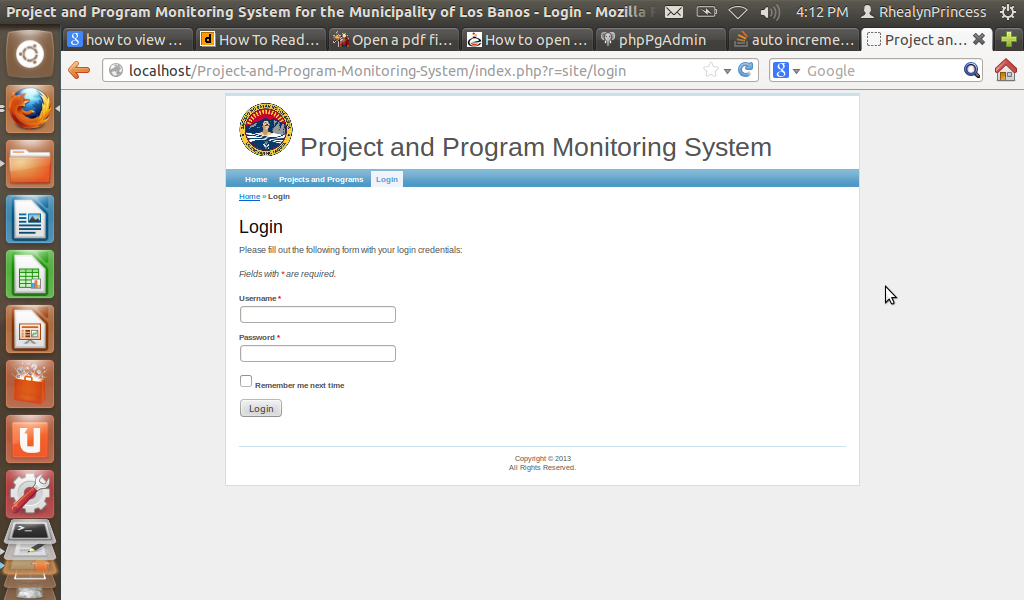 Project and Program Monitoring System for the Municipality of Los Banos - Login - Mozilla
4:12 PM RhealynPrincess
how to view ... How To Read... Open a pdf fi... How to open ... phpPgAdmin auto increme... Project an...
localhost/Project-and-Program-Monitoring-System/index.php?r=site/login
Google
Project and Program Monitoring System
Home Projects and Programs Login
Home » Login
Login
Please fill out the following form with your login credentials:
Fields with * are required.
Username *
Password *
Remember me next time
Login
Copyright © 2013
All Rights Reserved.